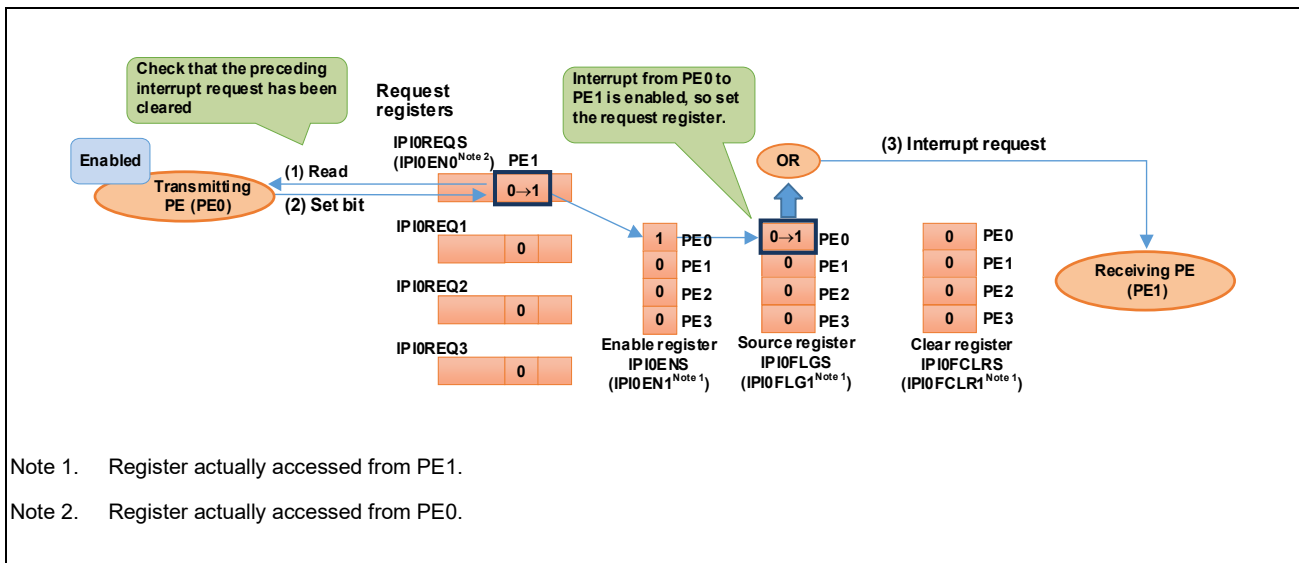 Check that the preceding
interrupt request has been
cleared
Enabled
Transmitting
PE (PE0)
(1) Read
(2) Set bit
Request
registers
IPI0REQS
(IPI0EN0Note 2)
PE1
0→1
IPI0REQ1
0
IPI0REQ2
0
IPI0REQ3
0
Interrupt from PE0 to
PE1 is enabled, so set
the request register.
1 PE0
0 PE1
0 PE2
0 PE3
Enable register
IPI0ENS
(IPI0EN1Note 1)
OR
0→1 PE0
0 PE1
0 PE2
0 PE3
Source register
IPI0FLGS
(IPI0FLG1Note 1)
0 PE0
0 PE1
0 PE2
0 PE3
Clear register
IPI0FCLRS
(IPI0FCLR1Note 1)
(3) Interrupt request
Receiving PE
(PE1)
Note 1. Register actually accessed from PE1.
Note 2. Register actually accessed from PE0.